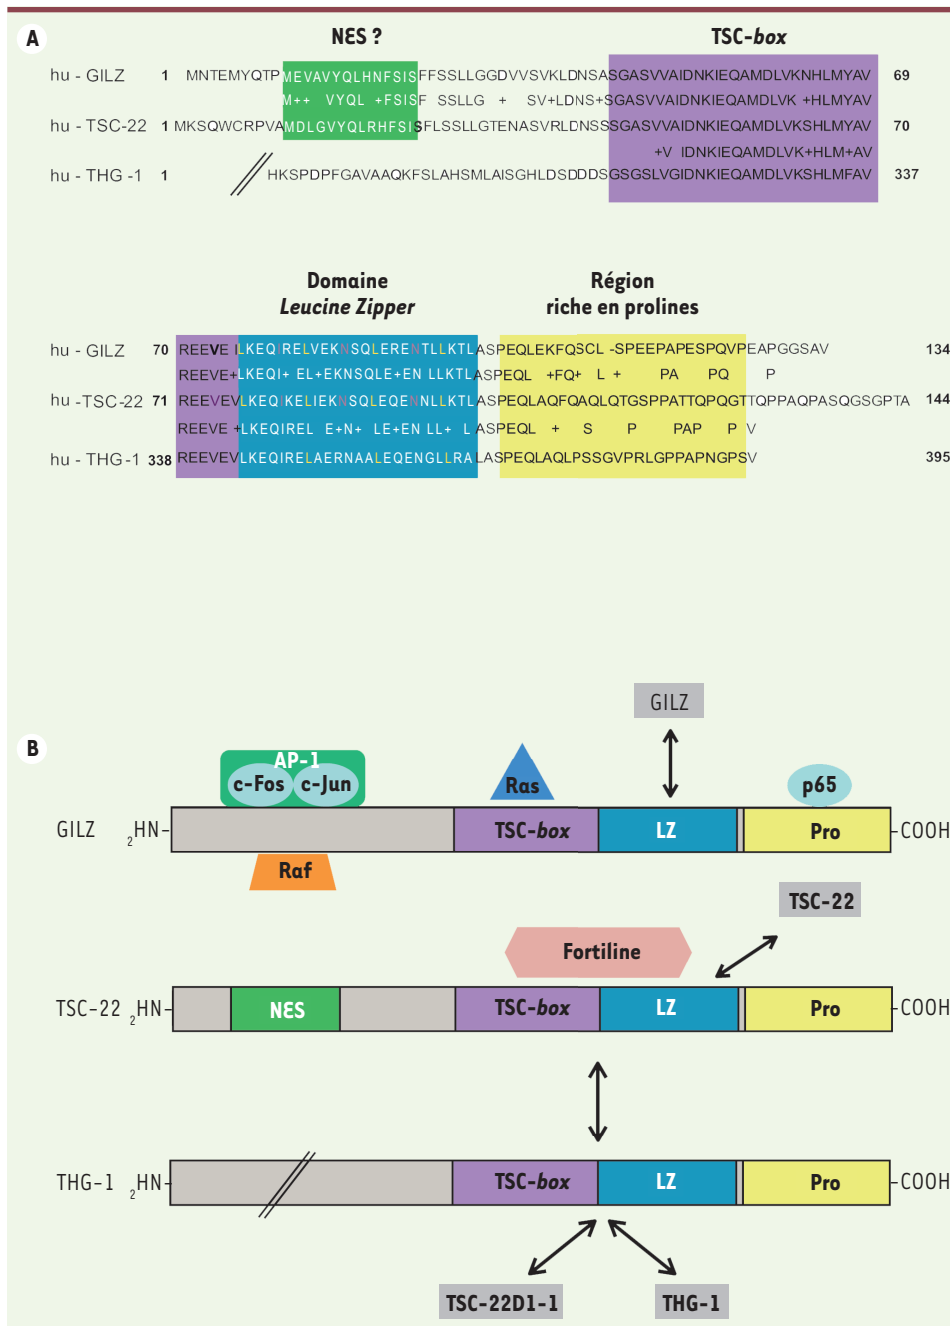 A
NES ? TSC-box
hu - GILZ 1 MNTEMYQTPMEVAVYQLHNFSISFFSSLLGGDVVSVKLDNSASGASVVAIDNKIEQAMDLVKNHLMYAV 69
M++ VYQL +FSISF SSLLG + SV+LDNS+SGASVVAIDNKIEQAMDLVK +HLMYAV
hu - TSC-22 1 MKSQWCRPVAMDLGVYQLRHFSISSFLSSLLGTENASVRLDNSSSGASVVAIDNKIEQAMDLVKSHLMYAV 70
+V IDNKIEQAMDLVK+HLM+AV
hu - THG -1 1 HKSPDPFGAVAAQKFSLAHSMLAISGHLDSDDDSGSGSLVGIDNKIEQAMDLVKSHLMFAV 337
Domaine
Leucine Zipper
Région
riche en prolines
hu - GILZ 70 REEVE ILKEQIRELVEKNSQLERENTLLKTLASPEQLEKFQSCL -SPEEPAPESPQVPEAPGGSAV 134
REEVE+LKEQI+ EL+EKNSQLE+EN LLKTLASPEQL +FQ+ L + PA PQ P
hu -TSC-22 71 REEVEVLKEQIKELIEKNSQLEQENNLLKTLASPEQLAQFQAQLQTGSPPATTQPQGTTQPPAQPASQGSGPTA 144
REEVE +LKEQIREL E+N+ LE+EN LL+ LASPEQL + S P PAP P V
hu - THG -1 338 REEVEVLKEQIRELAERNAALEQENGLLRALASPEQLAQLPSSGVPRLGPPAPNGPSV 395
B
GILZ
AP-1
c-Fos c-Jun Ras p65
GILZ ₂HN- TSC-box LZ Pro -COOH
Raf
TSC-22
Fortiline
TSC-22 ₂HN- NES TSC-box LZ Pro -COOH
THG-1 ₂HN- TSC-box LZ Pro -COOH
TSC-22D1-1 THG-1